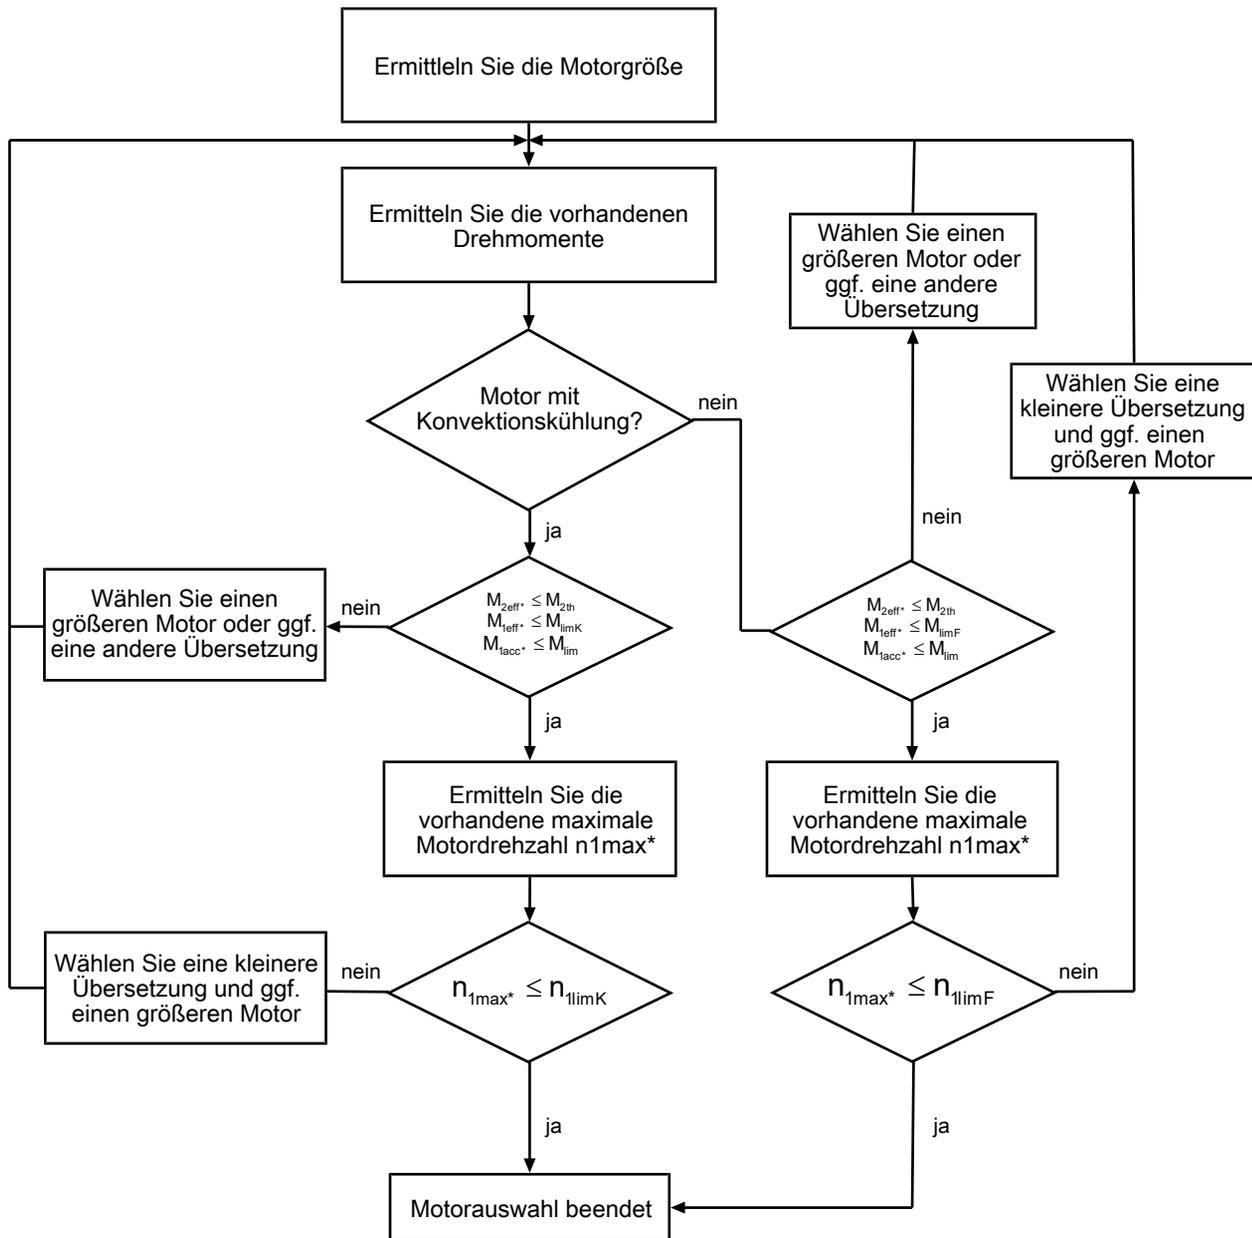 Ermittleln Sie die Motorgröße
Ermitteln Sie die vorhandenen
Drehmomente
Wählen Sie einen
größeren Motor oder
ggf. eine andere
Übersetzung
Motor mit
Konvektionskühlung?
nein
Wählen Sie eine
kleinere Übersetzung
und ggf. einen
größeren Motor
ja
nein
Wählen Sie einen
größeren Motor oder ggf.
eine andere Übersetzung
nein
M2eff* ≤ M2th
M1eff* ≤ MlimK
M1acc* ≤ Mlim
M2eff* ≤ M2th
M1eff* ≤ MlimF
M1acc* ≤ Mlim
ja
ja
Ermitteln Sie die
vorhandene maximale
Motordrehzahl n1max*
Ermitteln Sie die
vorhandene maximale
Motordrehzahl n1max*
Wählen Sie eine kleinere
Übersetzung und ggf.
einen größeren Motor
nein
n1max* ≤ n1limK
n1max* ≤ n1limF
nein
ja
ja
Motorauswahl beendet